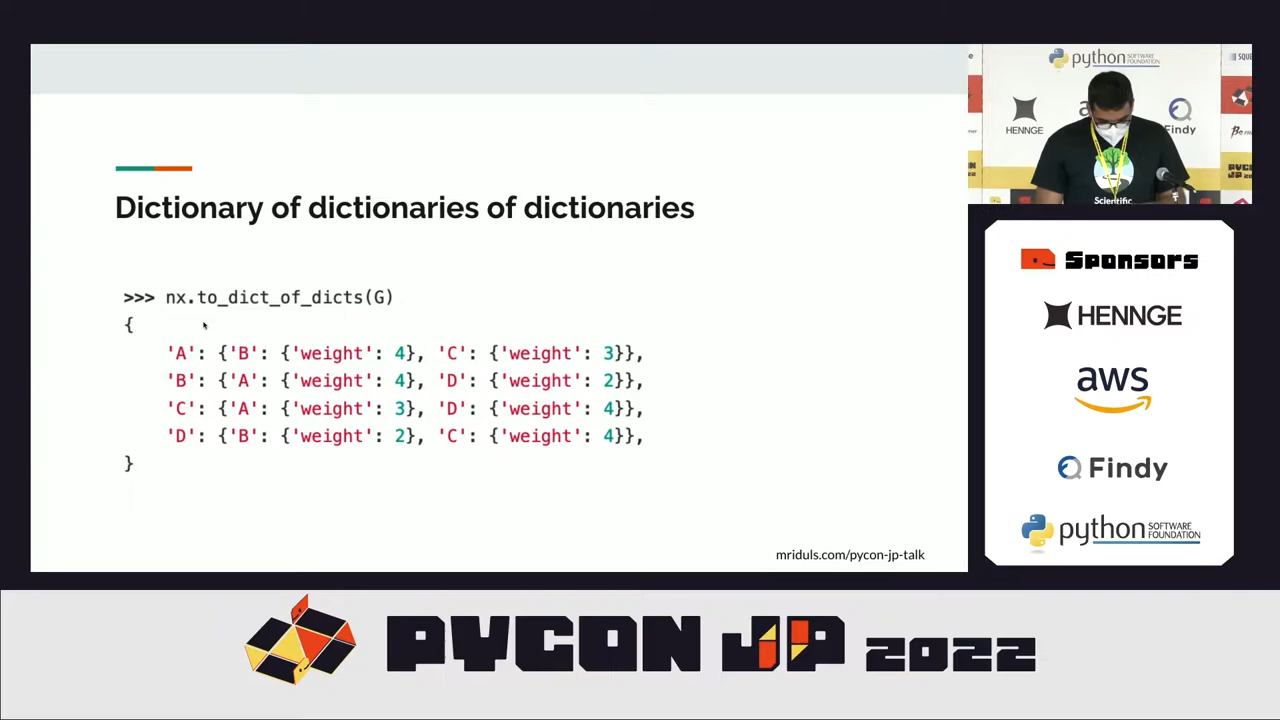 Dictionary of dictionaries of dictionaries
>>> nx.to_dict_of_dicts(G)
{
'A': {'B': {'weight': 4}, 'C': {'weight': 3}},
'B': {'A': {'weight': 4}, 'D': {'weight': 2}},
'C': {'A': {'weight': 3}, 'D': {'weight': 4}},
'D': {'B': {'weight': 2}, 'C': {'weight': 4}},
}
mriduls.com/pycon-jp-talk
python SOFTWARE FOUNDATION
HENNGE
Findy
Scientific
Sponsors
HENNGE
aws
Findy
python SOFTWARE FOUNDATION
PYCON JP 2022